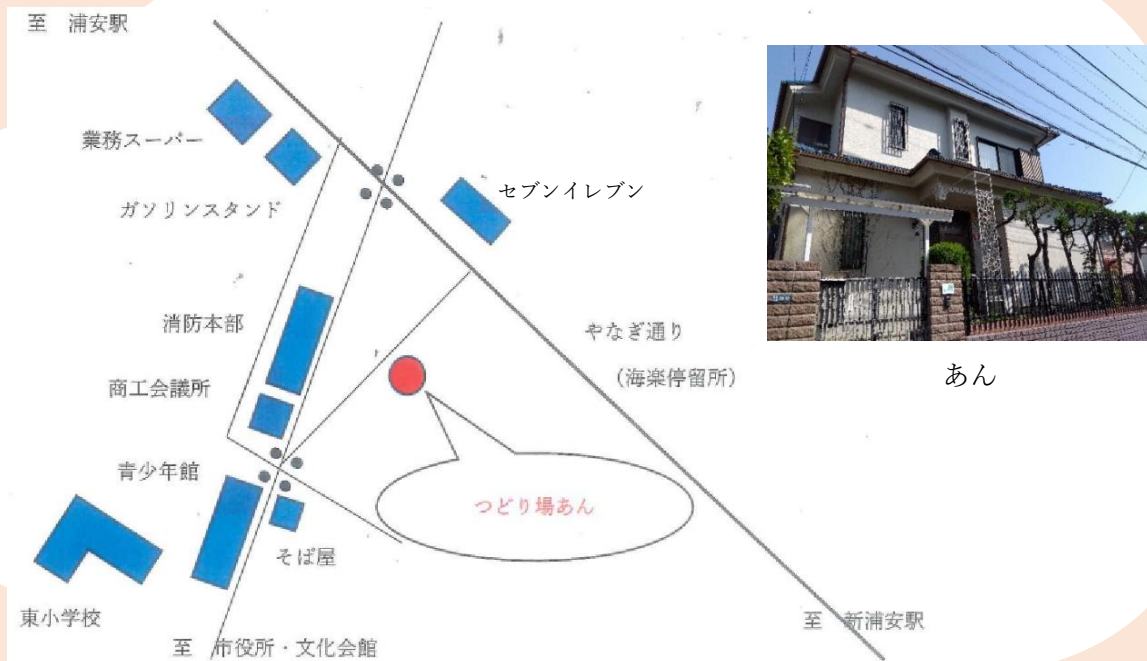 至　浦安駅
業務スーパー
セブンイレブン
ガソリンスタンド
消防本部
やなぎ通り
(海楽停留所)
あん
商工会議所
青少年館
つどり場あん
そば屋
東小学校
至　新浦安駅
至　市役所・文化会館